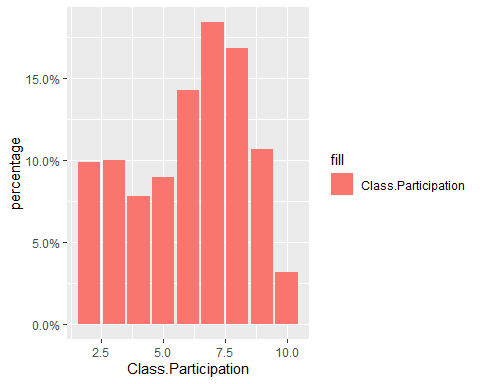 15.0%
10.0%
5.0%
0.0%
percentage
2.5 5.0 7.5 10.0
Class.Participation
fill
Class.Participation